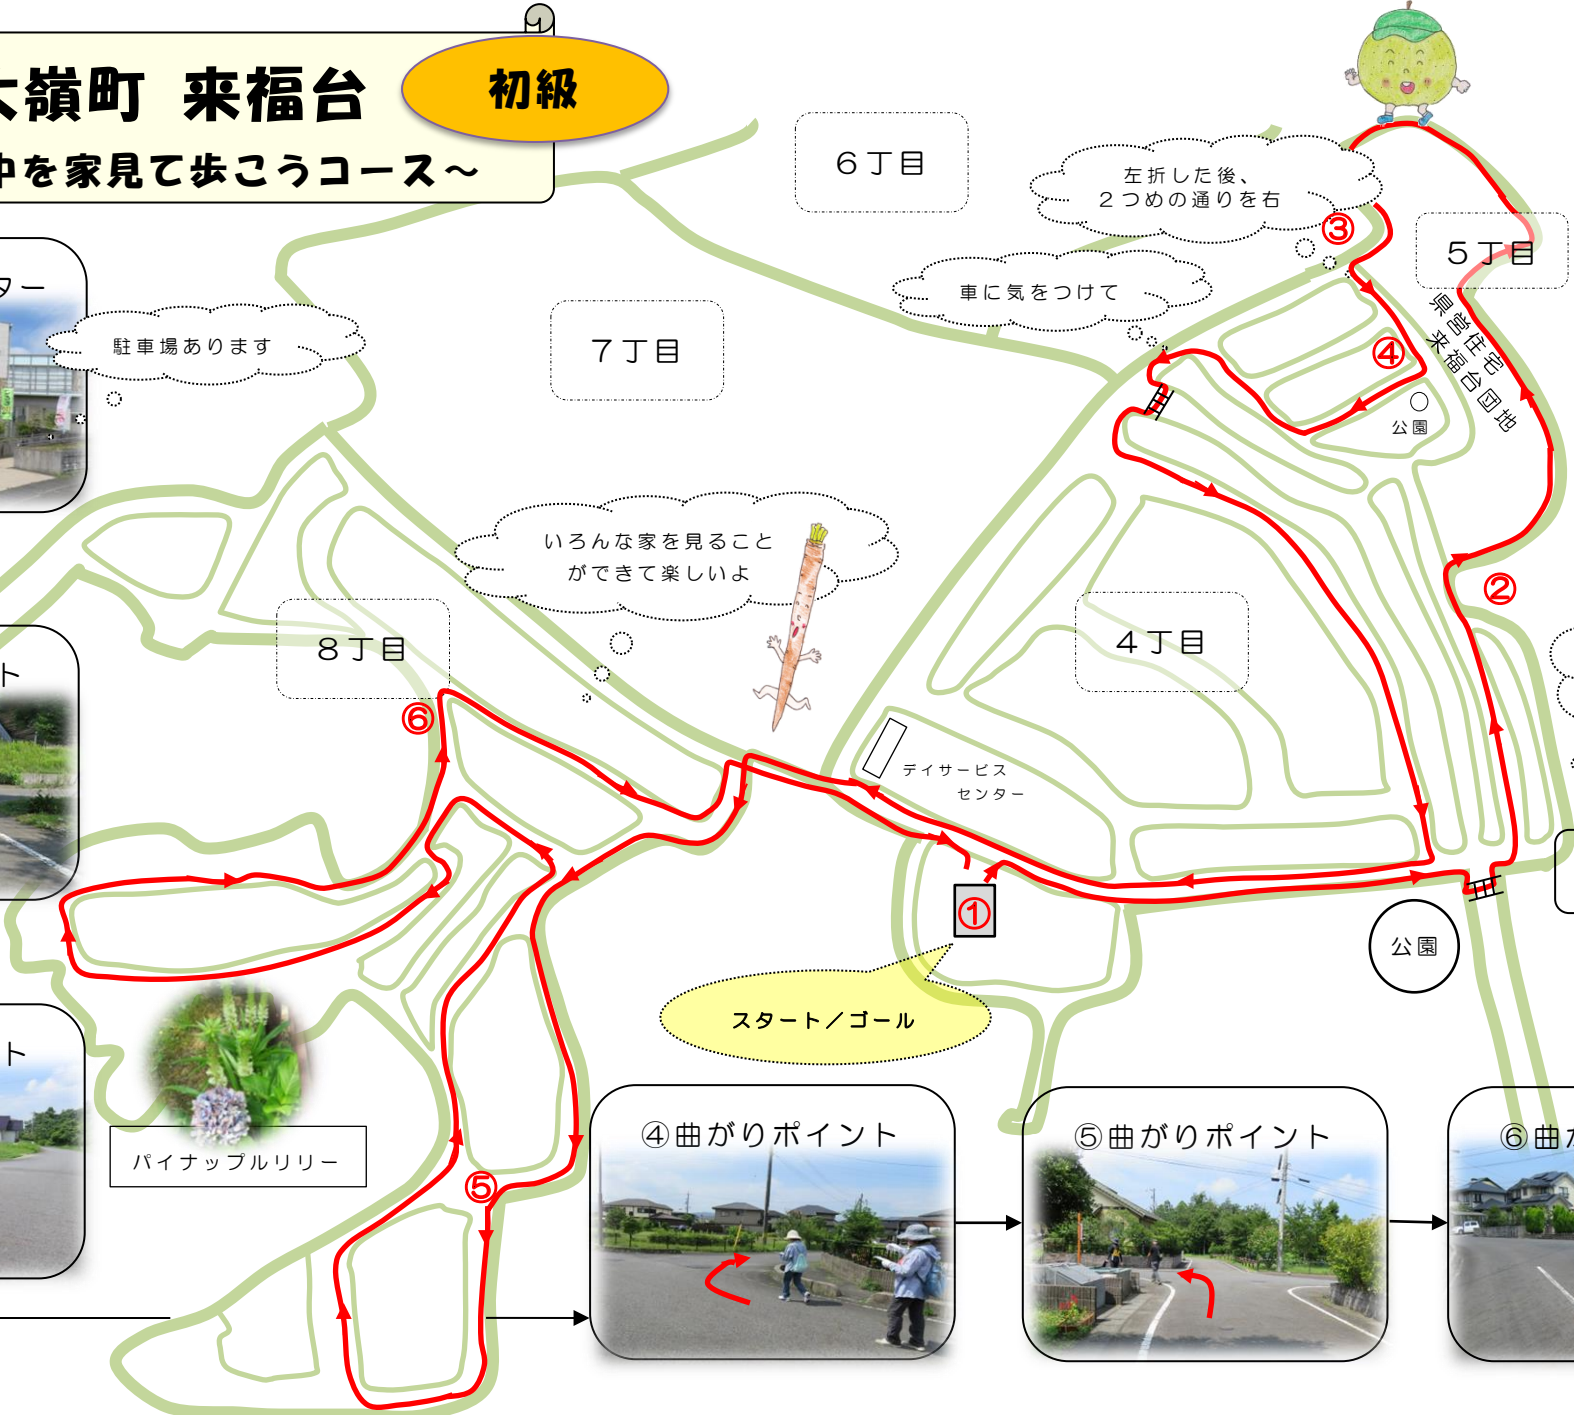 大嶺町 来福台
初級
中を家見て歩こうコース～
6丁目
左折した後、
2つめの通りを右
③
5丁目
車に気をつけて
ター
駐車場あります
7丁目
県営住宅
来福台団地
④
公園
いろんな家を見ること
ができて楽しいよ
②
8丁目
4丁目
ト
⑥
デイサービス
センター
①
公園
スタート／ゴール
ト
パイナップルリリー
⑤
④曲がりポイント
⑤曲がりポイント
⑥曲が